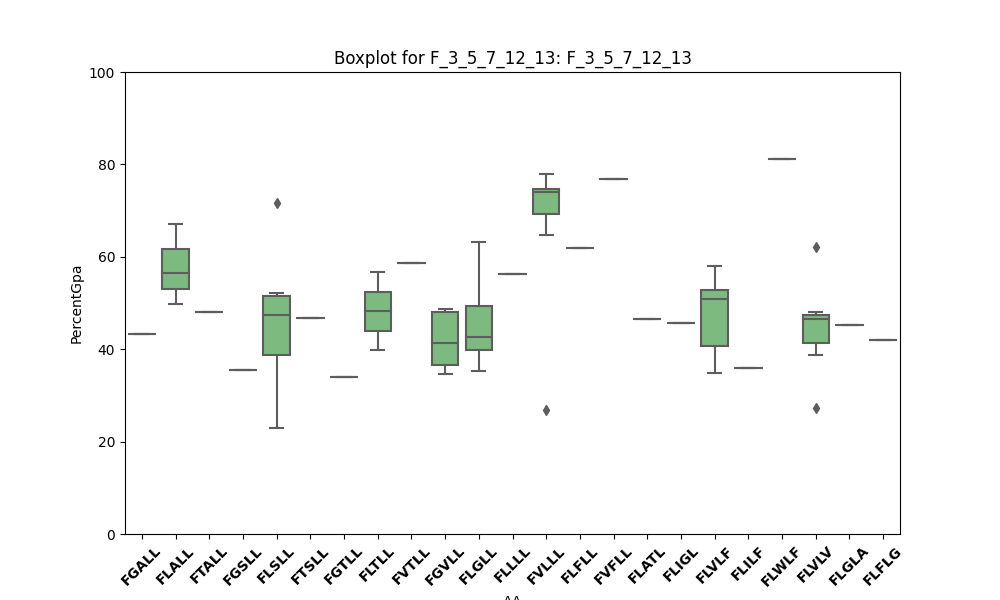 Boxplot for F_3_5_7_12_13: F_3_5_7_12_13
PercentGpa
100
80
60
40
20
0
FGALL
FLALL
FTALL
FGSLL
FLSLL
FTSLL
FGTLL
FLTLL
FVTLL
FGVLL
FLGLL
FLLLL
FVLLL
FLFLL
FVFLL
FLATL
FLIGL
FLVLF
FLILF
FLWLF
FLVLV
FLGLA
FLFLG